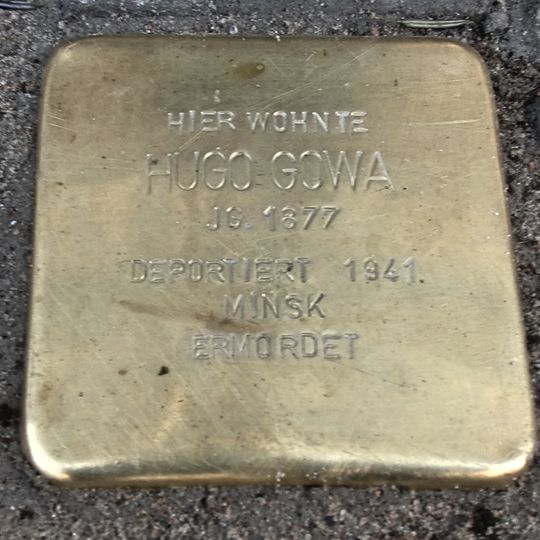 HIER WOHNTE
HUGO GOWA
JG. 1877
DEPORTIERT 1941
MINSK
ERMORDET